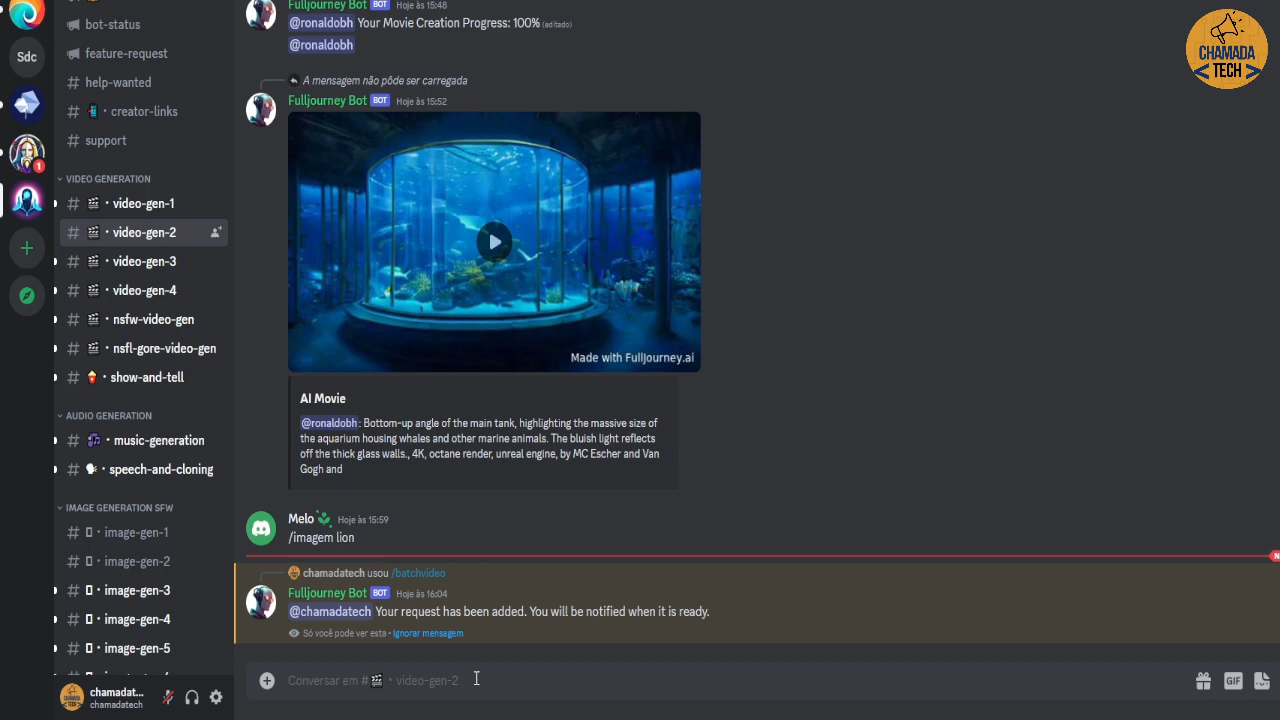 Sdc
1
bot-status
feature-request
help-wanted
creator-links
support
VIDEO GENERATION
video-gen-1
video-gen-2
video-gen-3
video-gen-4
nsfw-video-gen
nsfl-gore-video-gen
show-and-tell
AUDIO GENERATION
music-generation
speech-and-cloning
IMAGE GENERATION SFW
image-gen-1
image-gen-2
image-gen-3
image-gen-4
image-gen-5
chamadat...
chamadatech
Fulljourney Bot BOT Hoje às 15:48
@ronaldobh Your Movie Creation Progress: 100% (editado)
@ronaldobh
A mensagem não pôde ser carregada
Fulljourney Bot BOT Hoje às 15:52
Made with FullJourney.ai
AI Movie
@ronaldobh: Bottom-up angle of the main tank, highlighting the massive size of
the aquarium housing whales and other marine animals. The bluish light reflects
off the thick glass walls., 4K, octane render, unreal engine, by MC Escher and Van
Gogh and
Melo Hoje às 15:59
/imagem lion
N
chamadatech usou /batchvideo
Fulljourney Bot BOT Hoje às 16:04
@chamadatech Your request has been added. You will be notified when it is ready.
Só você pode ver esta • Ignorar mensagem
Conversar em # • video-gen-2
GIF
CHAMADA
< TECH >